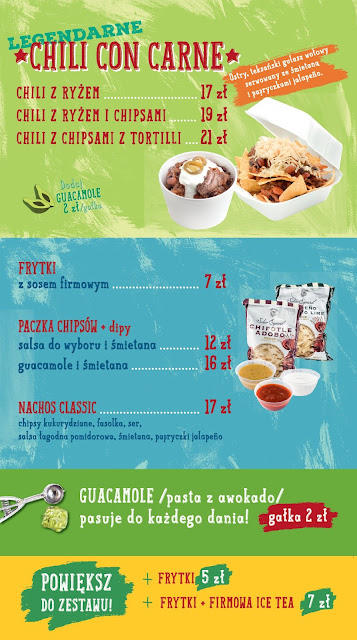 LEGENDARNE
CHILI CON CARNE
Ostry, teksański gulasz wołowy
serwowany ze śmietaną
i papryczkami jalapeño.
CHILI Z RYŻEM 17 zł
CHILI Z RYŻEM I CHIPSAMI 19 zł
CHILI Z CHIPSAMI Z TORTILLI 21 zł
Dodaj
GUACAMOLE
2 zł/gałka
FRYTKI
z sosem firmowym 7 zł
PACZKA CHIPSÓW + dipy
salsa do wyboru i śmietana 12 zł
guacamole i śmietana 16 zł
CHIPOTLE
ADOBO
NACHOS CLASSIC 17 zł
chipsy kukurydziane, fasolka, ser,
salsa łagodna pomidorowa, śmietana, papryczki jalapeño
GUACAMOLE /pasta z awokado/
pasuje do każdego dania! gałka 2 zł
POWIĘKSZ
DO ZESTAWU!
+ FRYTKI 5 zł
+ FRYTKI + FIRMOWA ICE TEA 7 zł